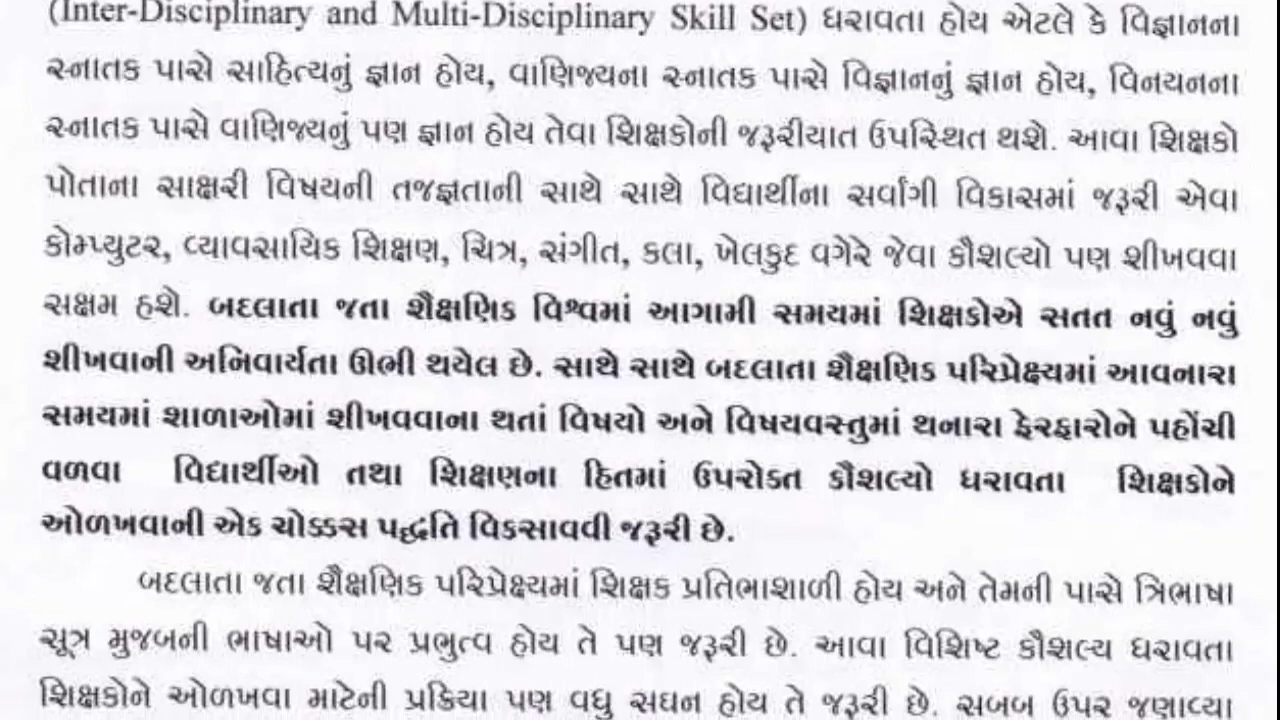 (Inter-Disciplinary and Multi-Disciplinary Skill Set) ધરાવતા હોય એટલે કે વિજ્ઞાનના
સ્નાતક પાસે સાહિત્યનું જ્ઞાન હોય, વાણિજ્યના સ્નાતક પાસે વિજ્ઞાનનું જ્ઞાન હોય, વિનયનના
સ્નાતક પાસે વાણિજ્યનું પણ જ્ઞાન હોય તેવા શિક્ષકોની જરૂરીયાત ઉપસ્થિત થશે. આવા શિક્ષકો
પોતાના સાક્ષરી વિષયની તજજ્ઞતાની સાથે સાથે વિદ્યાર્થીના સર્વાંગી વિકાસમાં જરૂરી એવા
કોમ્પ્યુટર, વ્યાવસાયિક શિક્ષણ, ચિત્ર, સંગીત, કલા, ખેલકુદ વગેરે જેવા કૌશલ્યો પણ શીખવવા
સક્ષમ હશે. બદલાતા જતા શૈક્ષણિક વિશ્વમાં આગામી સમયમાં શિક્ષકોએ સતત નવું નવું
શીખવાની અનિવાર્યતા ઊભી થયેલ છે. સાથે સાથે બદલાતા શૈક્ષણિક પરિપ્રેક્ષ્યમાં આવનારા
સમયમાં શાળાઓમાં શીખવવાના થતાં વિષયો અને વિષયવસ્તુમાં થનારા ફેરફારોને પહોંચી
વળવા વિદ્યાર્થીઓ તથા શિક્ષણના હિતમાં ઉપરોક્ત કૌશલ્યો ધરાવતા શિક્ષકોને
ઓળખવાની એક ચોક્કસ પદ્ધતિ વિકસાવવી જરૂરી છે.
બદલાતા જતા શૈક્ષણિક પરિપ્રેક્ષ્યમાં શિક્ષક પ્રતિભાશાળી હોય અને તેમની પાસે ત્રિભાષા
સૂત્ર મુજબની ભાષાઓ પર પ્રભુત્વ હોય તે પણ જરૂરી છે. આવા વિશિષ્ટ કૌશલ્ય ધરાવતા
શિક્ષકોને ઓળખવા માટેની પ્રક્રિયા પણ વધુ સઘન હોય તે જરૂરી છે. સબબ ઉપર જણાવ્યા